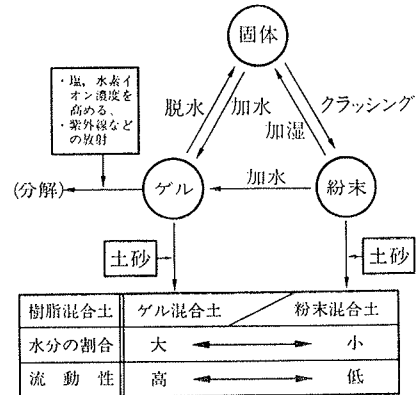 固体
・塩,水素イ
オン濃度を
高める、
・紫外線など
の放射
脱水
加水
加湿
クラッシング
(分解)
ゲル
加水
粉末
土砂
土砂
樹脂混合土 ゲル混合土 粉末混合土
水分の割合 大 小
流動性 高 低